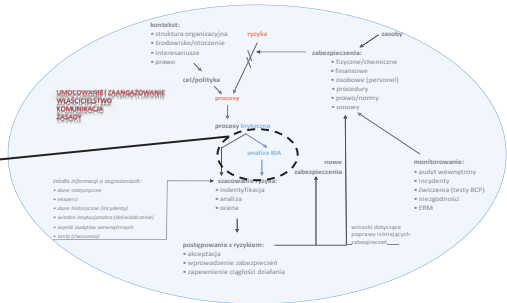 kontekst:
• struktura organizacyjna
• środowisko/otoczenie
• interesariusze
• prawo
ryzyka
zasoby
zabezpieczenia:
• fizyczne/chemiczne
• finansowe
• osobowe (personel)
• procedury
• prawo/normy
• umowy
cel/polityka
procesy
UMOCOWANIE I ZAANGAŻOWANIE
WŁAŚCICIELSTWO
KOMUNIKACJA
ZASADY
procesy krytyczne
analiza BIA
nowe
zabezpieczenia
monitorowanie:
• audyt wewnętrzny
• incydenty
• ćwiczenia (testy BCP)
• niezgodności
• ERM
źródła informacji o zagrożeniach:
• dane statystyczne
• eksperci
• dane historyczne (incydenty)
• wiedza instytucjonalna (doświadczenie)
• wyniki audytów wewnętrznych
• testy (ćwiczenia)
szacowanie ryzyka:
• indentyfikacja
• analiza
• ocena
wnioski dotyczące
poprawy istniejących
zabezpieczeń
postępowanie z ryzykiem:
• akceptacja
• wprowadzenie zabezpieczeń
• zapewnienie ciągłości działania